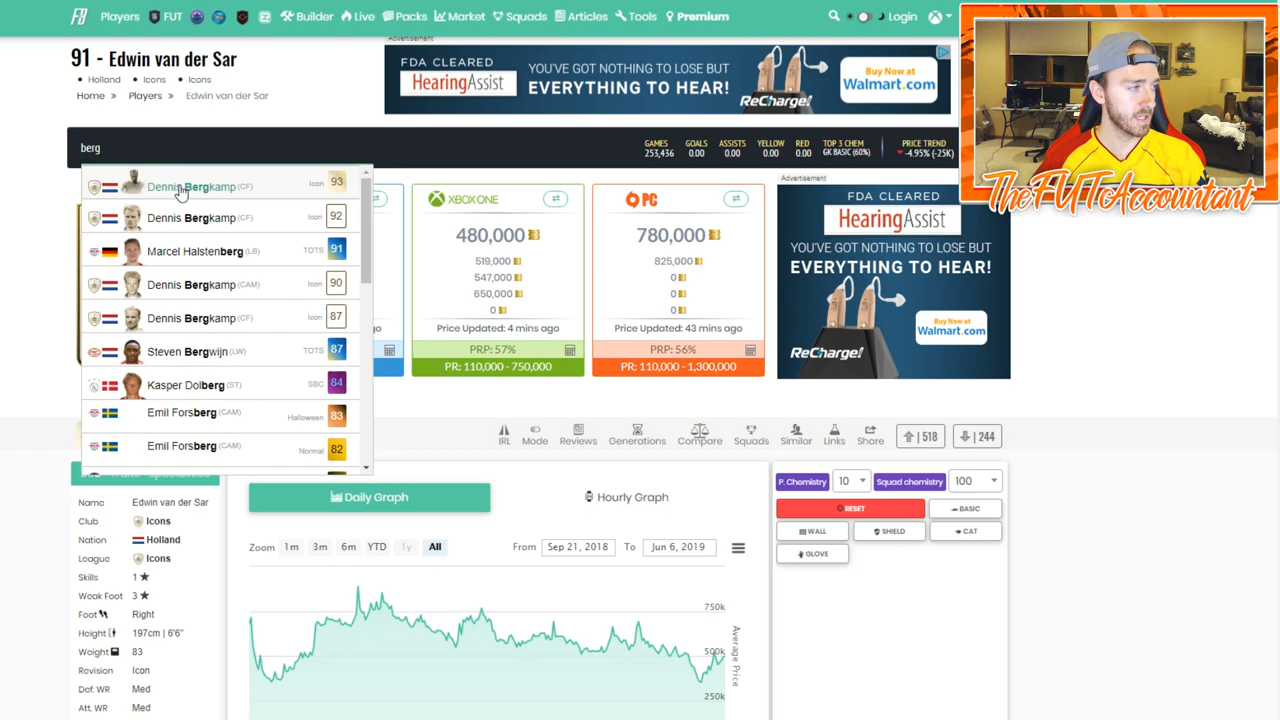 F8 Players FUT Builder Live Packs Market Squads Articles Tools Premium Login
91 - Edwin van der Sar
Holland Icons Icons
Home » Players » Edwin van der Sar
Advertisement
FDA CLEARED
HearingAssist
YOU'VE GOT NOTHING TO LOSE BUT
EVERYTHING TO HEAR!
ReCharge!
Buy Now at
Walmart.com
TheFUTAccountant
berg
GAMES GOALS ASSISTS YELLOW RED TOP 3 CHEM PRICE TREND
253,436 0.00 0.00 0.00 0.00 GK BASIC (60%) -4.95% (-25K)
Dennis Bergkamp (CF) Icon 93
Dennis Bergkamp (CF) Icon 92
Marcel Halstenberg (LB) TOTS 91
Dennis Bergkamp (CAM) Icon 90
Dennis Bergkamp (CF) Icon 87
Steven Bergwijn (LW) TOTS 87
Kasper Dolberg (ST) SBC 84
Emil Forsberg (CAM) Halloween 83
Emil Forsberg (CAM) Normal 82
XBOX ONE
480,000
519,000
547,000
650,000
0
Price Updated: 4 mins ago
PRP: 57%
PR: 110,000 - 750,000
PC
780,000
825,000
0
0
0
Price Updated: 43 mins ago
PRP: 56%
PR: 110,000 - 1,300,000
ago
Advertisement
FDA CLEARED
HearingAssist
YOU'VE GOT NOTHING TO LOSE BUT
EVERYTHING TO HEAR!
Buy Now at
Walmart.com
ReCharge!
IRL Mode Reviews Generations Compare Squads Similar Links Share | 518 | 244
Name Edwin van der Sar
Club Icons
Nation Holland
League Icons
Skills 1
Weak Foot 3
Foot Right
Height 197cm | 6'6"
Weight 83
Revision Icon
Def. WR Med
Att. WR Med
Daily Graph Hourly Graph
Zoom 1m 3m 6m YTD 1y All From Sep 21, 2018 To Jun 6, 2019
750k
500k
250k
Average Price
P. Chemistry 10 Squad chemistry 100
RESET BASIC
WALL SHIELD CAT
GLOVE